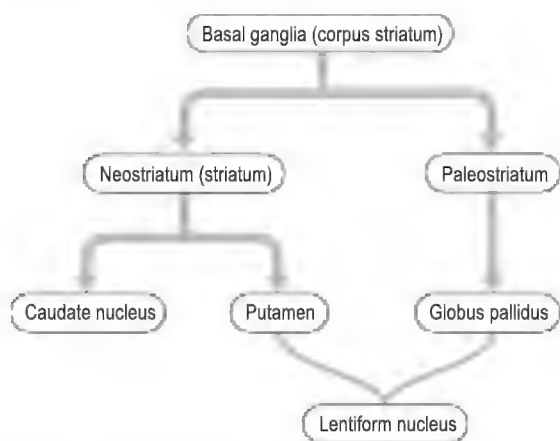 Basal ganglia (corpus striatum)
Neostriatum (striatum)
Paleostriatum
Caudate nucleus
Putamen
Globus pallidus
Lentiform nucleus